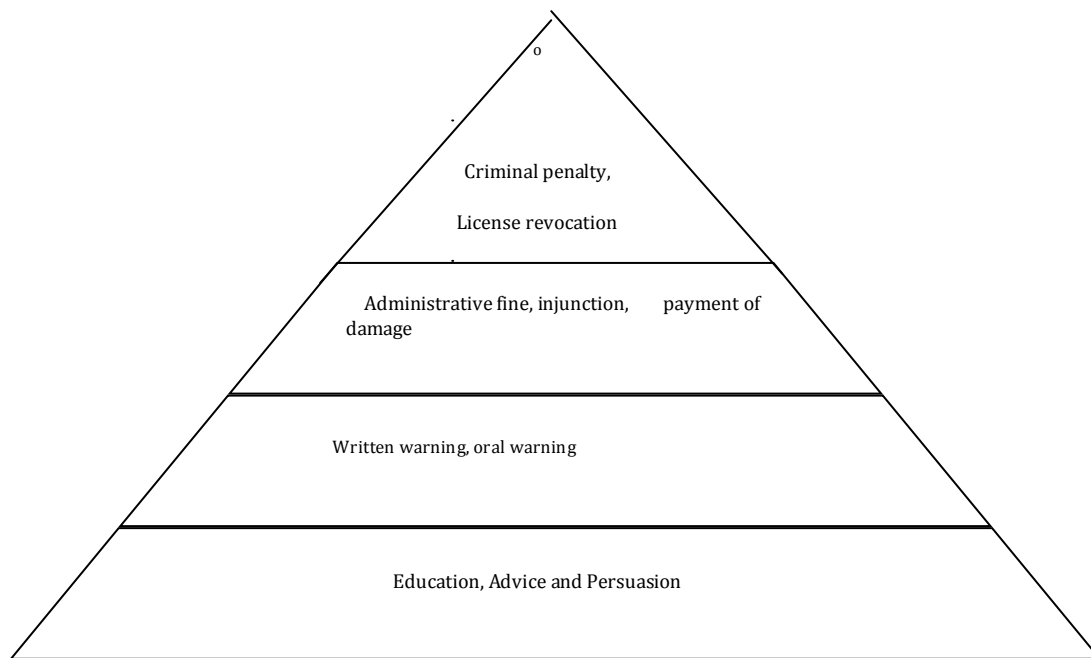 o
Criminal penalty,
License revocation
Administrative fine, injunction, payment of
damage
Written warning, oral warning
Education, Advice and Persuasion